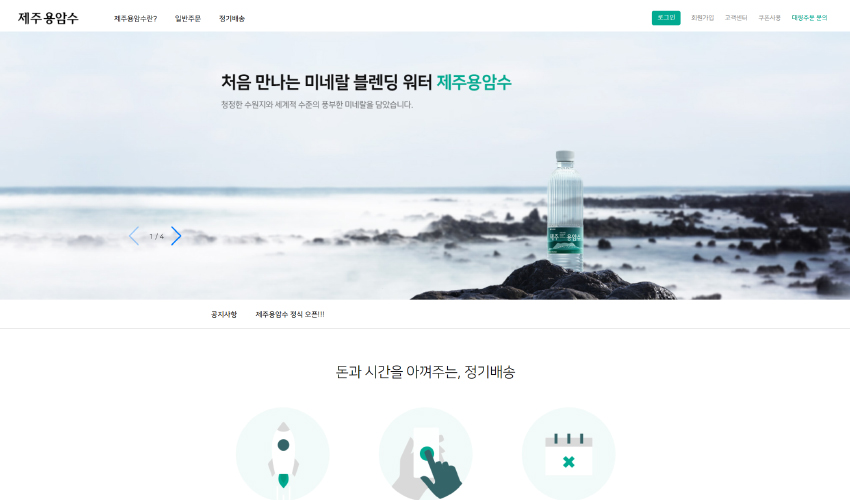 제주용암수
제주용암수란?
일반주문
정기배송
로그인
회원가입
고객센터
쿠폰사용
대량주문 문의
처음 만나는 미네랄 블렌딩 워터 제주용암수
청정한 수원지와 세계적 수준의 풍부한 미네랄을 담았습니다.
제주 용암수
1 / 4
공지사항
제주용암수 정식 오픈!!!
돈과 시간을 아껴주는, 정기배송